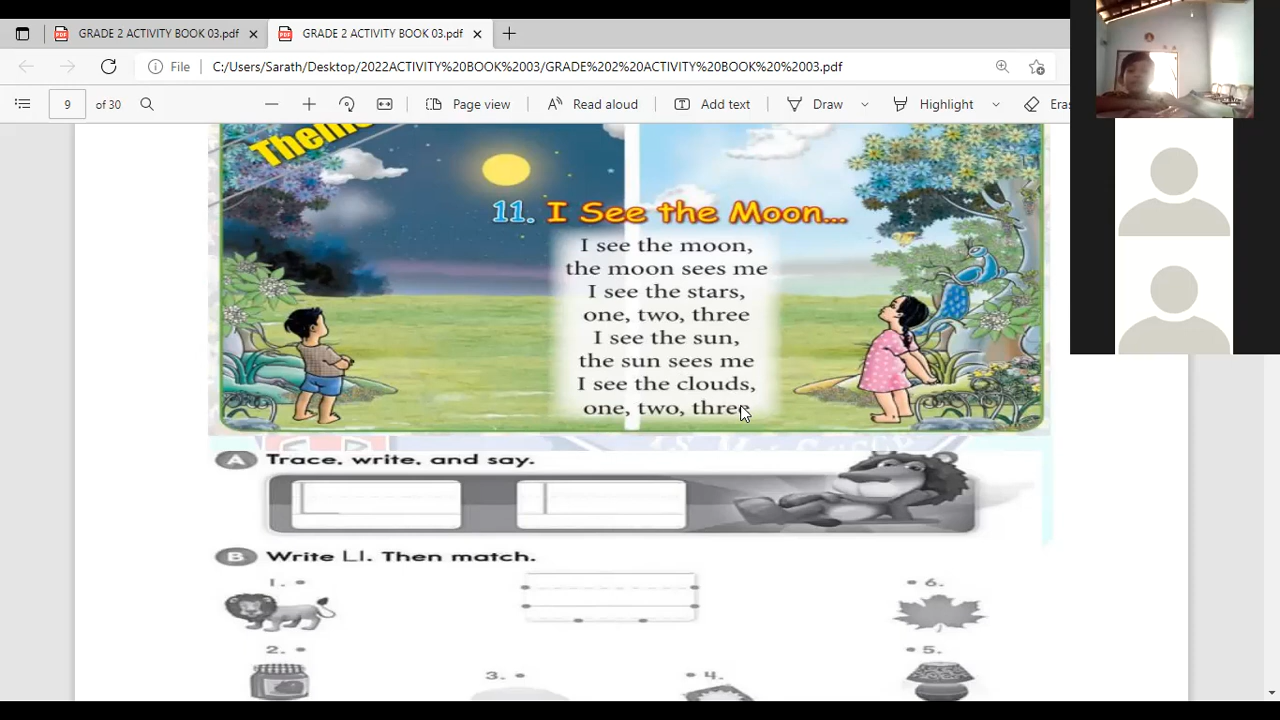 GRADE 2 ACTIVITY BOOK 03.pdf
GRADE 2 ACTIVITY BOOK 03.pdf
File
C:/Users/Sarath/Desktop/2022ACTIVITY%20BOOK%2003/GRADE%202%20ACTIVITY%20BOOK%20%2003.pdf
9 of 30
Page view
Read aloud
Add text
Draw
Highlight
11. I See the Moon...
I see the moon,
the moon sees me
I see the stars,
one, two, three
I see the sun,
the sun sees me
I see the clouds,
one, two, three
A Trace, write, and say.
L l
B Write Ll. Then match.
1.
6.
2.
5.
3.
4.